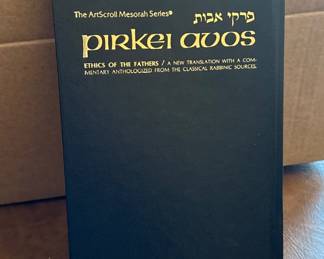 The ArtScroll Mesorah Series®
פרקי אבות
pirkei avos
ETHICS OF THE FATHERS / A NEW TRANSLATION WITH A COM-
MENTARY ANTHOLOGIZED FROM THE CLASSICAL RABBINIC SOURCES.